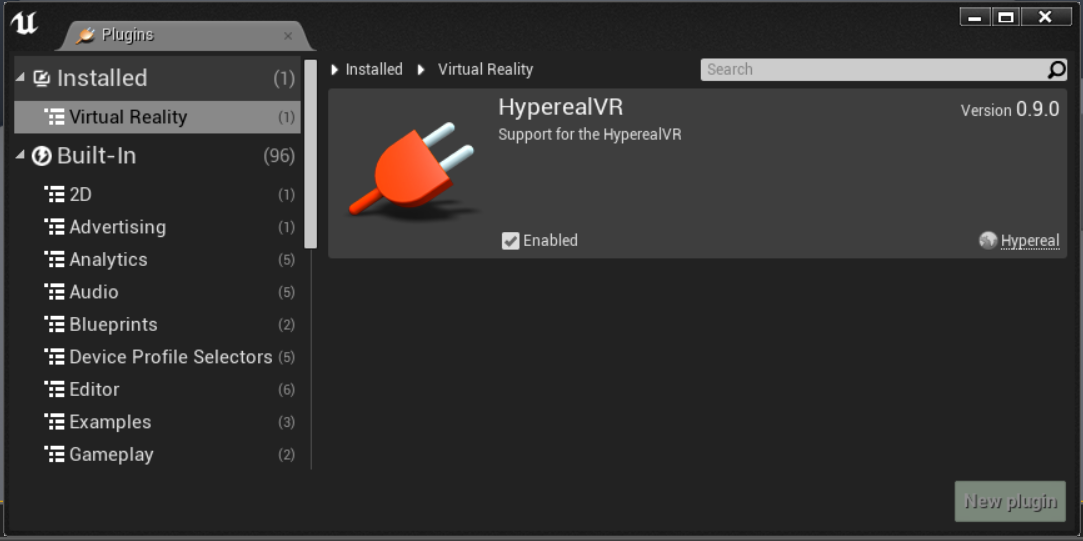 Plugins
Installed (1)
Virtual Reality (1)
Built-In (96)
2D (1)
Advertising (1)
Analytics (5)
Audio (5)
Blueprints (2)
Device Profile Selectors (5)
Editor (6)
Examples (3)
Gameplay (2)
Installed Virtual Reality
Search
HyperealVR
Version 0.9.0
Support for the HyperealVR
Enabled
Hypereal
New plugin